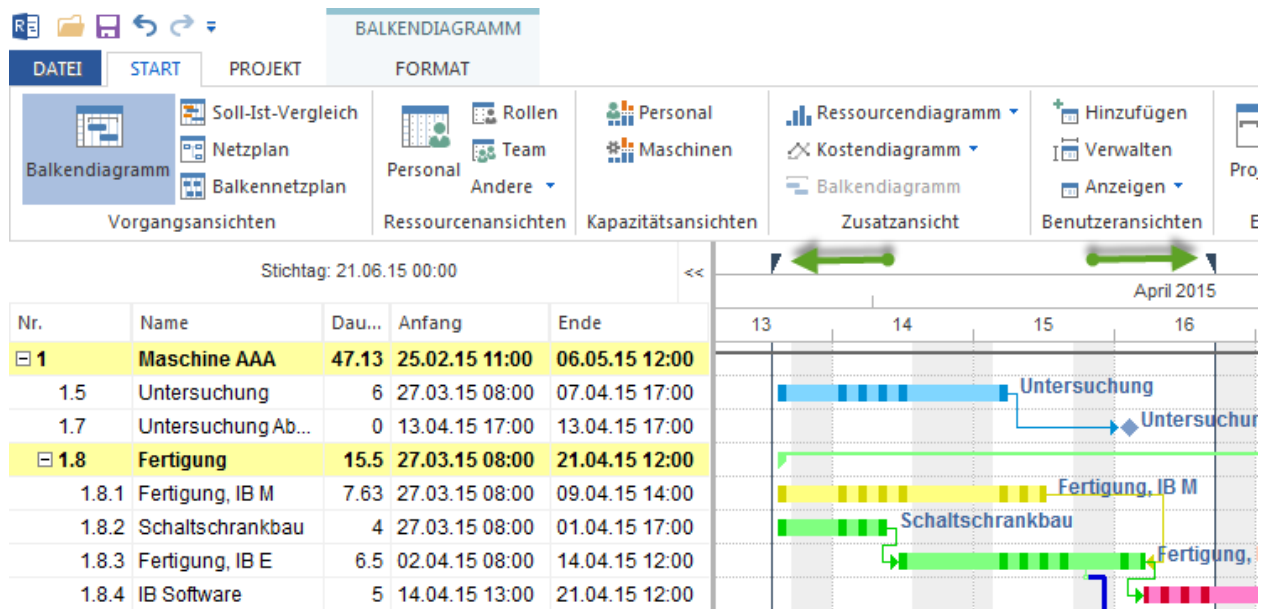 BALKENDIAGRAMM
DATEI START PROJEKT FORMAT
Balkendiagramm
Soll-Ist-Vergleich
Netzplan
Balkennetzplan
Vorgangsansichten
Personal
Rollen
Team
Andere
Ressourcenansichten
Personal
Maschinen
Kapazitätsansichten
Ressourcendiagramm
Kostendiagramm
Balkendiagramm
Zusatzansicht
Hinzufügen
Verwalten
Anzeigen
Benutzeransichten
Stichtag: 21.06.15 00:00 <<
April 2015
Nr. Name Dau... Anfang Ende 13 14 15 16
1 Maschine AAA 47.13 25.02.15 11:00 06.05.15 12:00
1.5 Untersuchung 6 27.03.15 08:00 07.04.15 17:00 Untersuchung
1.7 Untersuchung Ab... 0 13.04.15 17:00 13.04.15 17:00
1.8 Fertigung 15.5 27.03.15 08:00 21.04.15 12:00
1.8.1 Fertigung, IB M 7.63 27.03.15 08:00 09.04.15 14:00 Fertigung, IB M
1.8.2 Schaltschrankbau 4 27.03.15 08:00 01.04.15 17:00 Schaltschrankbau
1.8.3 Fertigung, IB E 6.5 02.04.15 08:00 14.04.15 12:00 Fertigung,
1.8.4 IB Software 5 14.04.15 13:00 21.04.15 12:00